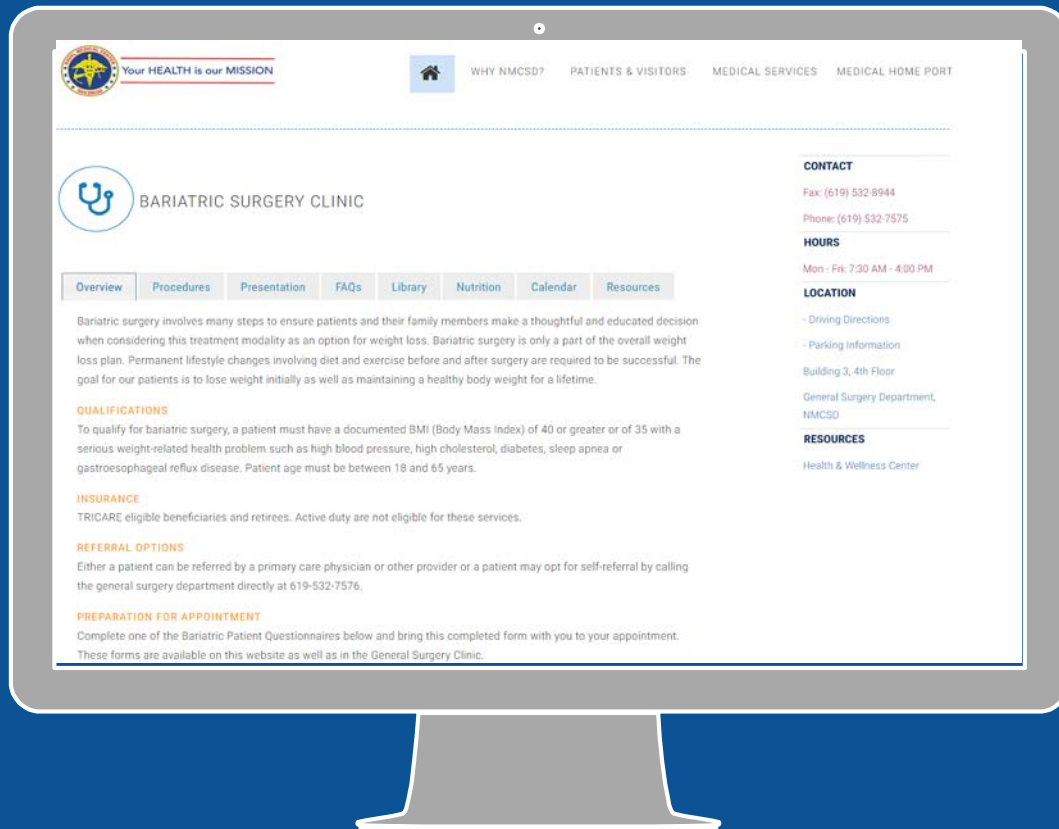 Your HEALTH is our MISSION
WHY NMCSD? PATIENTS & VISITORS MEDICAL SERVICES MEDICAL HOME PORT
BARIATRIC SURGERY CLINIC
Overview Procedures Presentation FAQs Library Nutrition Calendar Resources
Bariatric surgery involves many steps to ensure patients and their family members make a thoughtful and educated decision
when considering this treatment modality as an option for weight loss. Bariatric surgery is only a part of the overall weight
loss plan. Permanent lifestyle changes involving diet and exercise before and after surgery are required to be successful. The
goal for our patients is to lose weight initially as well as maintaining a healthy body weight for a lifetime.
QUALIFICATIONS
To qualify for bariatric surgery, a patient must have a documented BMI (Body Mass Index) of 40 or greater or of 35 with a
serious weight-related health problem such as high blood pressure, high cholesterol, diabetes, sleep apnea or
gastroesophageal reflux disease. Patient age must be between 18 and 65 years.
INSURANCE
TRICARE eligible beneficiaries and retirees. Active duty are not eligible for these services.
REFERRAL OPTIONS
Either a patient can be referred by a primary care physician or other provider or a patient may opt for self-referral by calling
the general surgery department directly at 619-532-7576.
PREPARATION FOR APPOINTMENT
Complete one of the Bariatric Patient Questionnaires below and bring this completed form with you to your appointment.
These forms are available on this website as well as in the General Surgery Clinic.
CONTACT
Fax: (619) 532-8944
Phone: (619) 532-7575
HOURS
Mon - Fri: 7:30 AM - 4:00 PM
LOCATION
- Driving Directions
- Parking Information
Building 3, 4th Floor
General Surgery Department,
NMCSD
RESOURCES
Health & Wellness Center